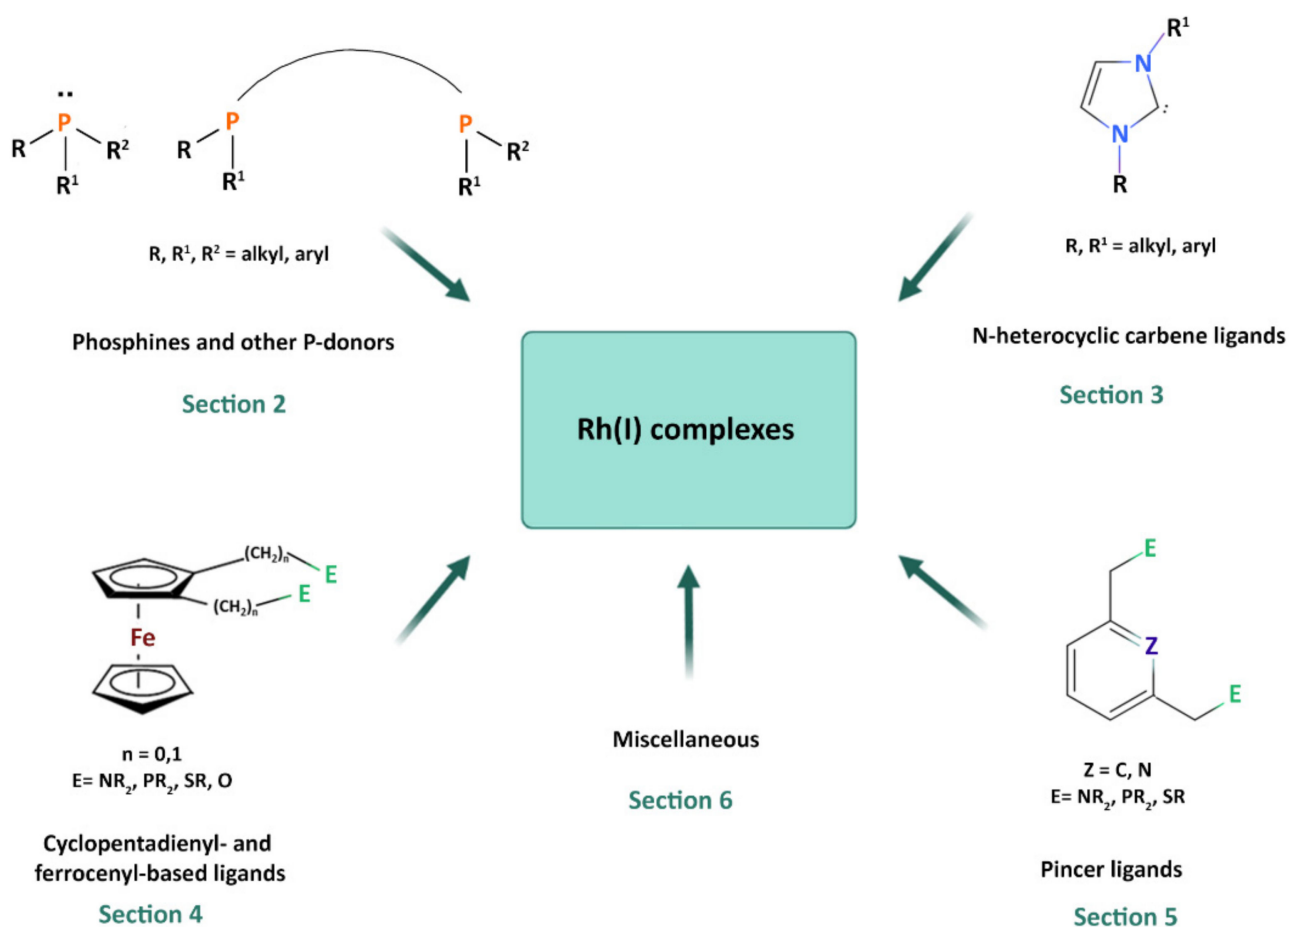 P
R
R¹
R²
P
R
R¹
P
R²
R¹
R, R¹, R² = alkyl, aryl
Phosphines and other P-donors
Section 2
R¹
N
:
N
R
R, R¹ = alkyl, aryl
N-heterocyclic carbene ligands
Section 3
Rh(I) complexes
(CH₂)ₙ
E
(CH₂)ₙ
E
Fe
n = 0,1
E= NR₂, PR₂, SR, O
Cyclopentadienyl- and
ferrocenyl-based ligands
Section 4
Miscellaneous
Section 6
E
Z
E
Z = C, N
E= NR₂, PR₂, SR
Pincer ligands
Section 5